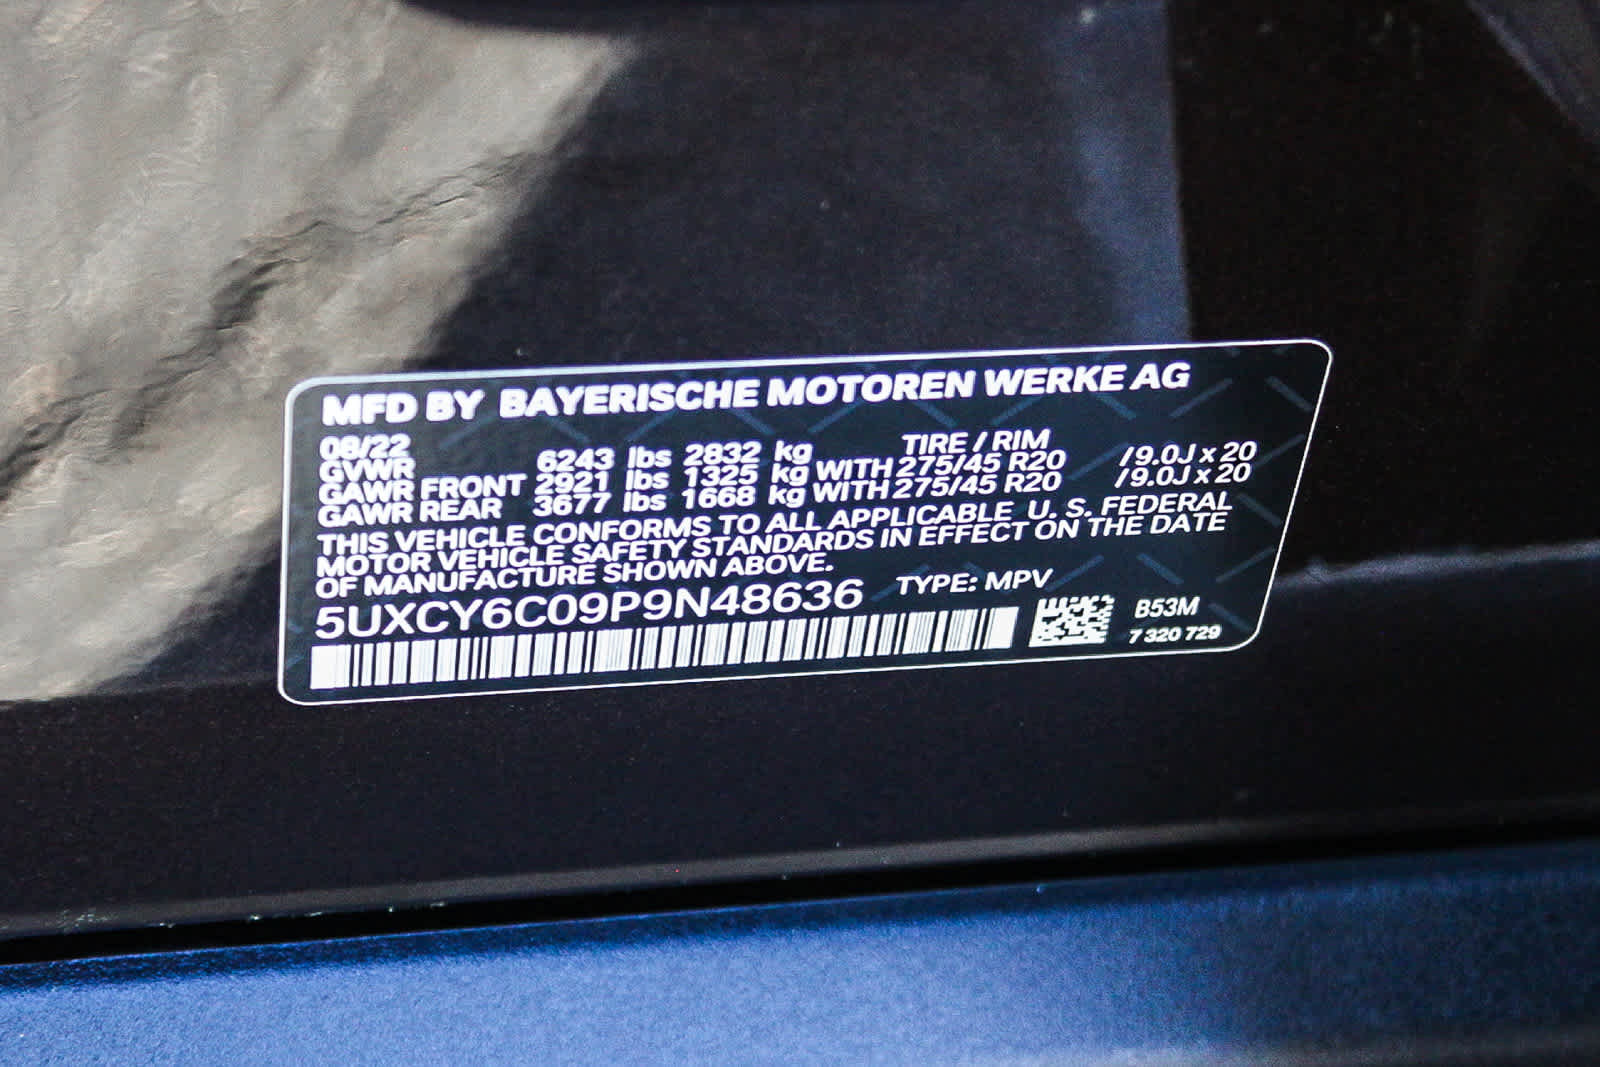 MFD BY BAYERISCHE MOTOREN WERKE AG
08/22 TIRE / RIM
GVWR 6243 lbs 2832 kg
GAWR FRONT 2921 lbs 1325 kg WITH 275/45 R20 / 9.0J x 20
GAWR REAR 3677 lbs 1668 kg WITH 275/45 R20 / 9.0J x 20
THIS VEHICLE CONFORMS TO ALL APPLICABLE U. S. FEDERAL
MOTOR VEHICLE SAFETY STANDARDS IN EFFECT ON THE DATE
OF MANUFACTURE SHOWN ABOVE.
5UXCY6C09P9N48636 TYPE: MPV
B53M
7 320 729